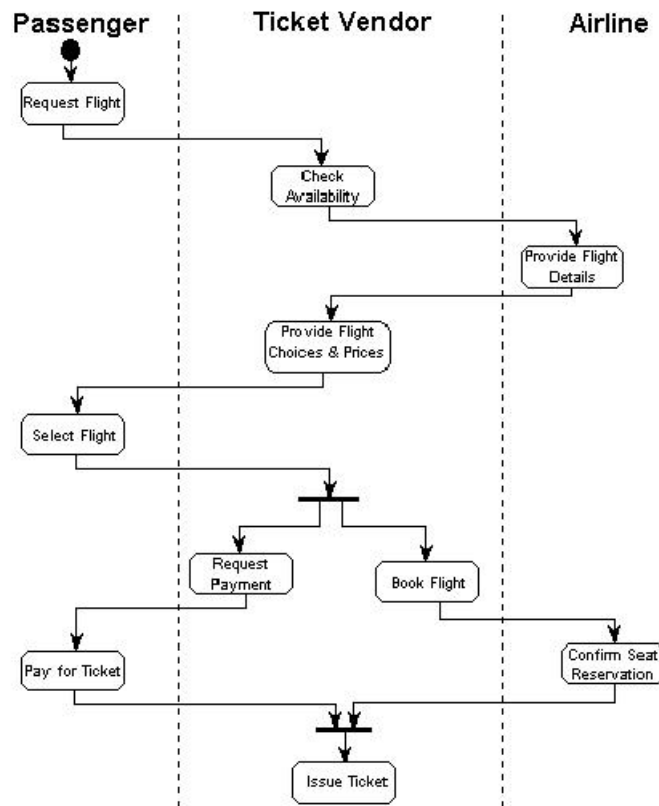 Passenger
Ticket Vendor
Airline
Request Flight
Check
Availability
Provide Flight
Details
Provide Flight
Choices & Prices
Select Flight
Request
Payment
Book Flight
Pay for Ticket
Confirm Seat
Reservation
Issue Ticket